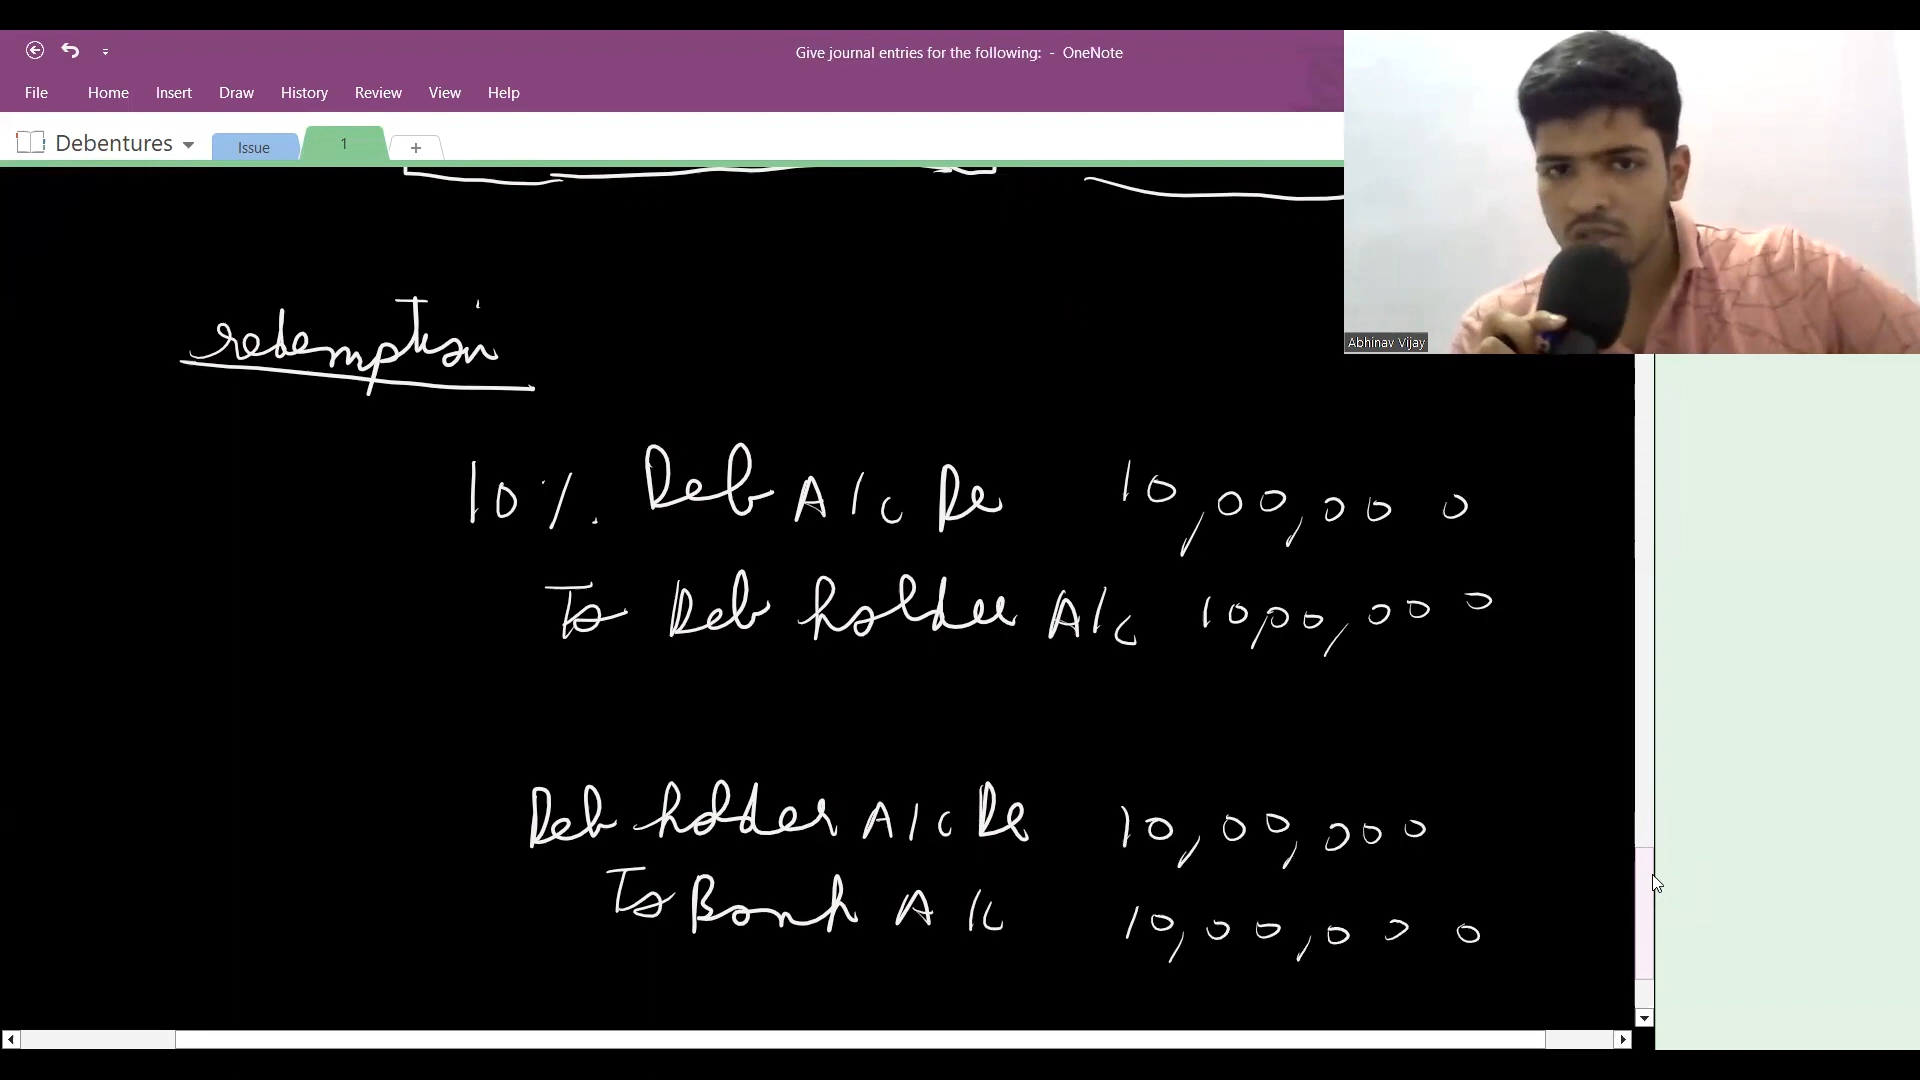 Give journal entries for the following: - OneNote
File Home Insert Draw History Review View Help
Debentures Issue 1 +
Abhinav Vijay
redemption
10%. Deb A/c Dr 10,00,000
To Deb holder A/c 10,00,000
Deb holder A/c Dr 10,00,000
To Bank A/c 10,00,000